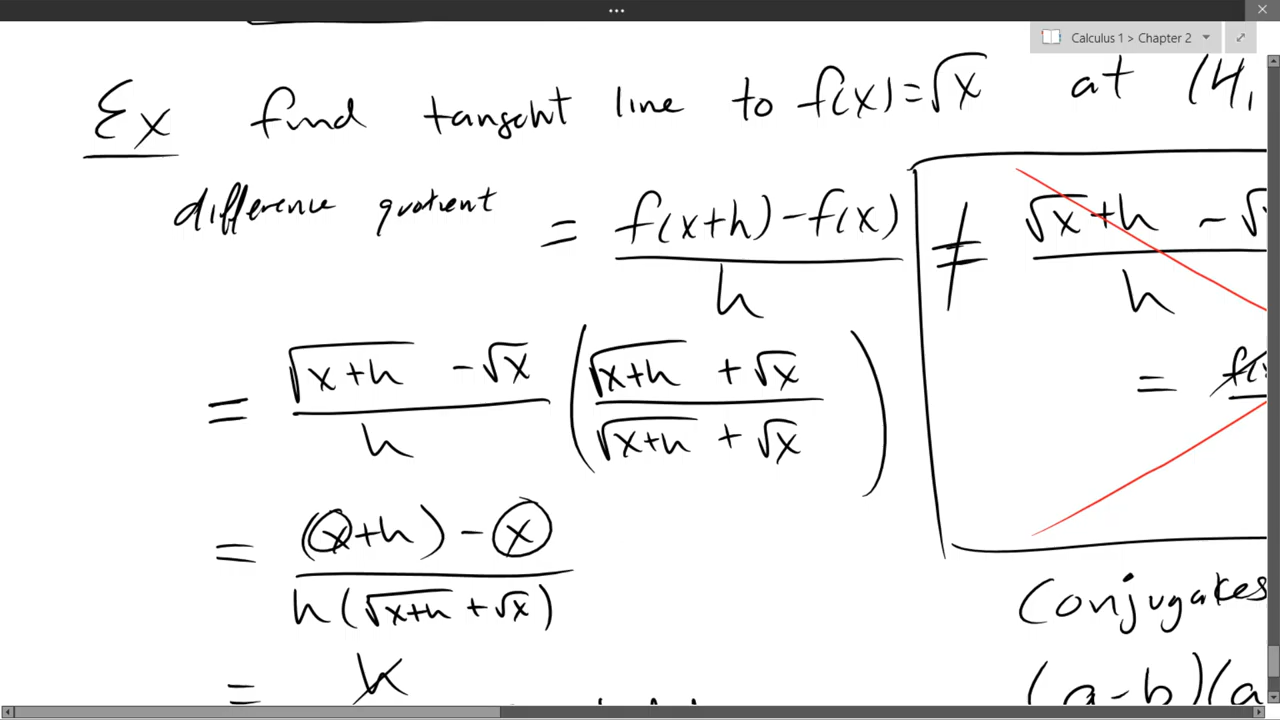 Calculus 1 > Chapter 2
Ex find tangent line to f(x)=√x at (4,
difference quotient = (f(x+h) - f(x))/h ≠ (√x+h - √
h
= (√(x+h) - √x)/h ((√(x+h) + √x)/(√(x+h) + √x))
=
= ((x+h) - x)/(h(√(x+h) + √x))
Conjugates
= h
(a-b)(a